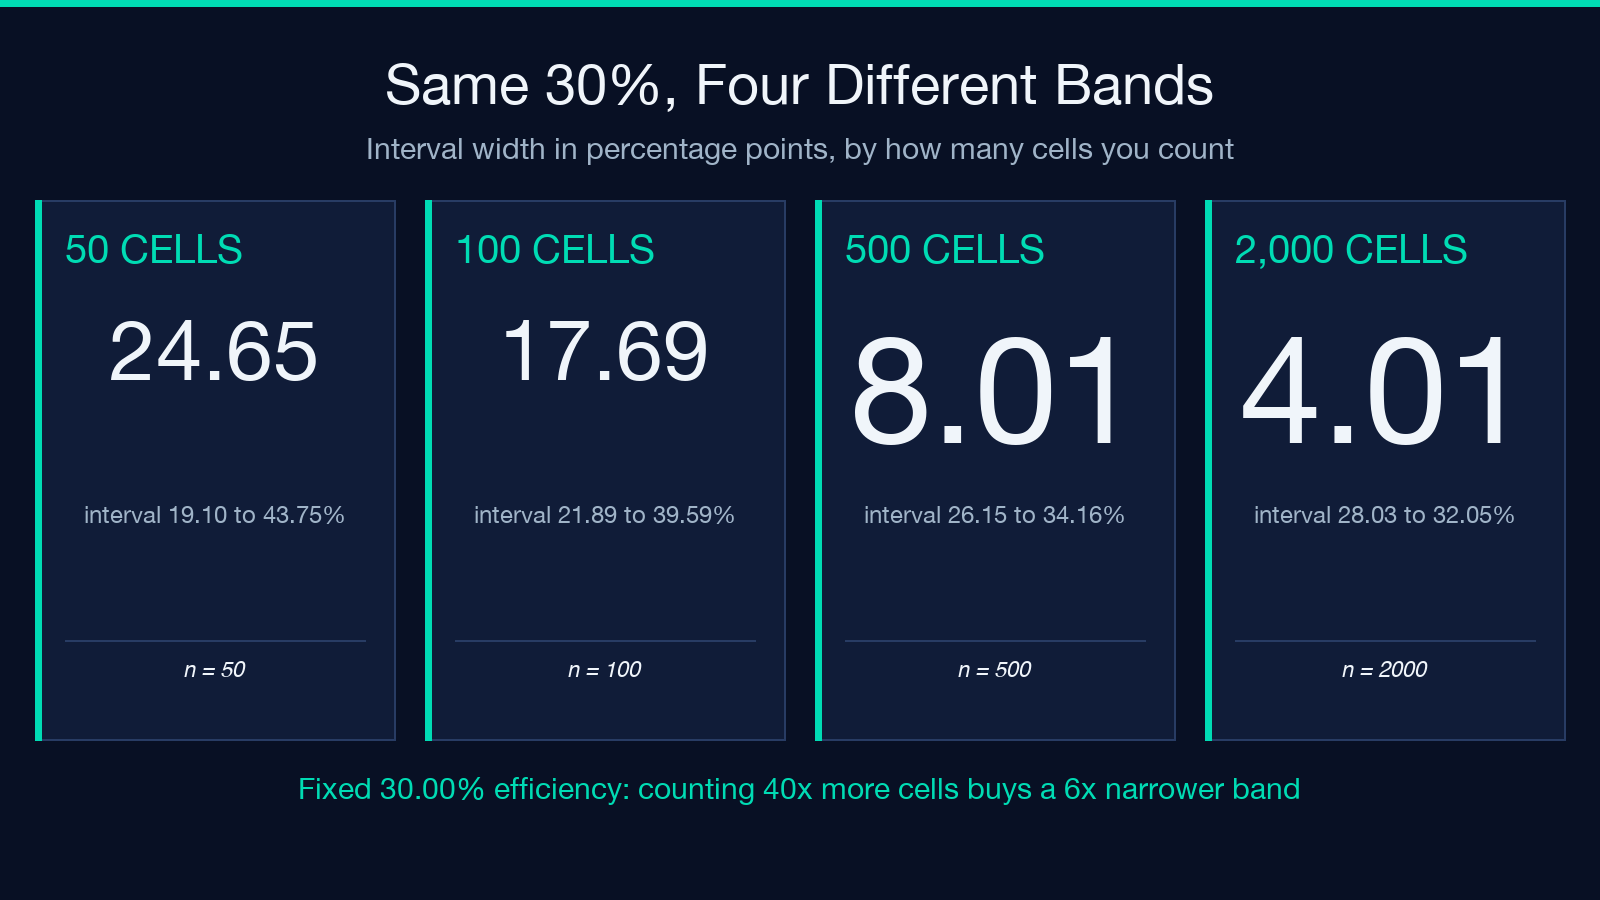 Same 30%, Four Different Bands
Interval width in percentage points, by how many cells you count
50 CELLS
24.65
interval 19.10 to 43.75%
n = 50
100 CELLS
17.69
interval 21.89 to 39.59%
n = 100
500 CELLS
8.01
interval 26.15 to 34.16%
n = 500
2,000 CELLS
4.01
interval 28.03 to 32.05%
n = 2000
Fixed 30.00% efficiency: counting 40x more cells buys a 6x narrower band